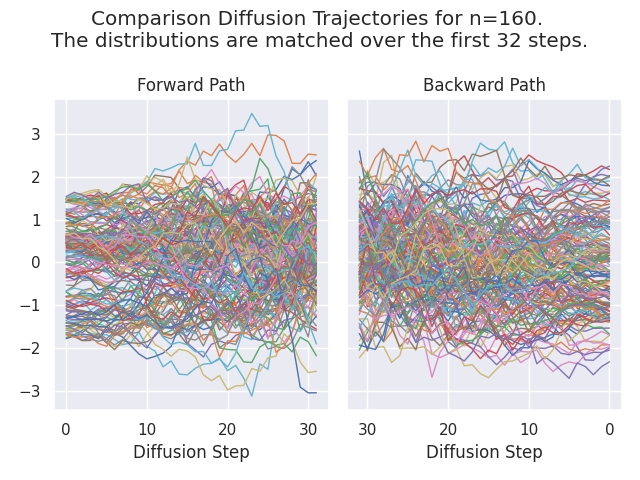 Comparison Diffusion Trajectories for n=160.
The distributions are matched over the first 32 steps.
Forward Path
Backward Path
3
2
1
0
−1
−2
−3
0 10 20 30
30 20 10 0
Diffusion Step
Diffusion Step